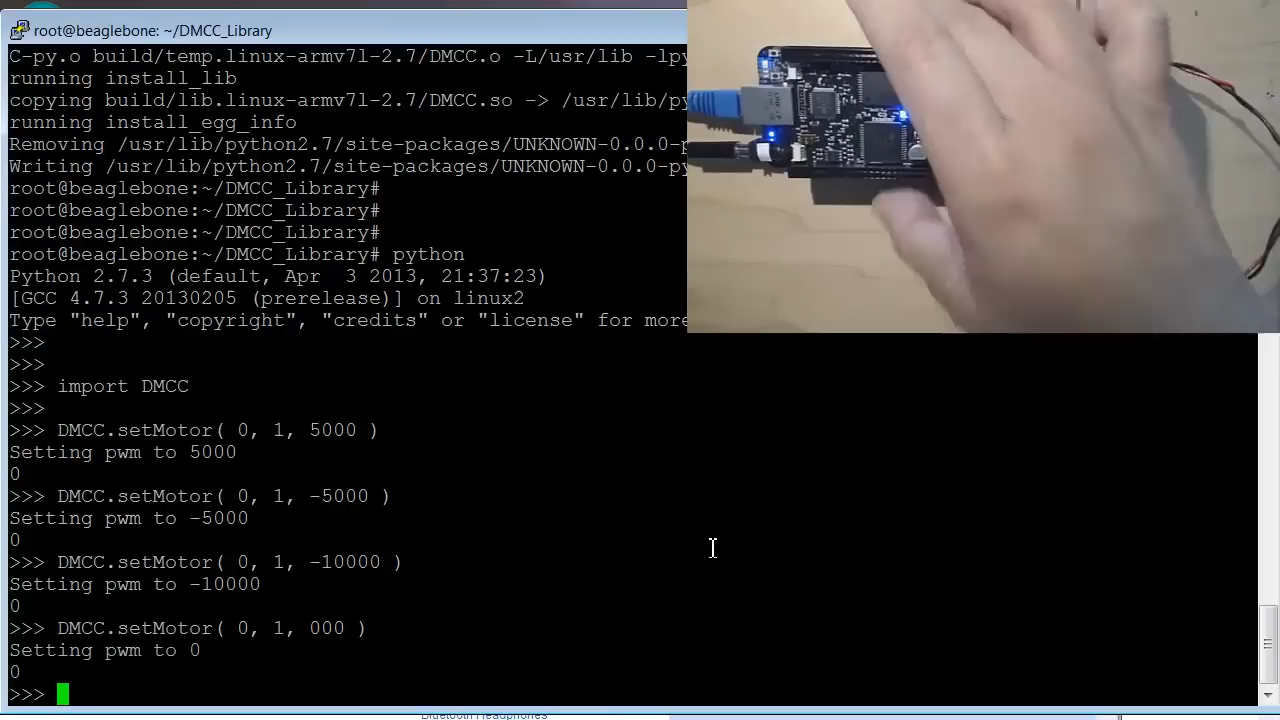 root@beaglebone: ~/DMCC_Library
C-py.o build/temp.linux-armv7l-2.7/DMCC.o -L/usr/lib -lpy
running install_lib
copying build/lib.linux-armv7l-2.7/DMCC.so -> /usr/lib/py
running install_egg_info
Removing /usr/lib/python2.7/site-packages/UNKNOWN-0.0.0-p
Writing /usr/lib/python2.7/site-packages/UNKNOWN-0.0.0-py
root@beaglebone:~/DMCC_Library#
root@beaglebone:~/DMCC_Library#
root@beaglebone:~/DMCC_Library#
root@beaglebone:~/DMCC_Library# python
Python 2.7.3 (default, Apr  3 2013, 21:37:23)
[GCC 4.7.3 20130205 (prerelease)] on linux2
Type "help", "copyright", "credits" or "license" for more
>>>
>>>
>>> import DMCC
>>>
>>> DMCC.setMotor( 0, 1, 5000 )
Setting pwm to 5000
0
>>> DMCC.setMotor( 0, 1, -5000 )
Setting pwm to -5000
0
>>> DMCC.setMotor( 0, 1, -10000 )
Setting pwm to -10000
0
>>> DMCC.setMotor( 0, 1, 000 )
Setting pwm to 0
0
>>>
Bluetooth Headphones